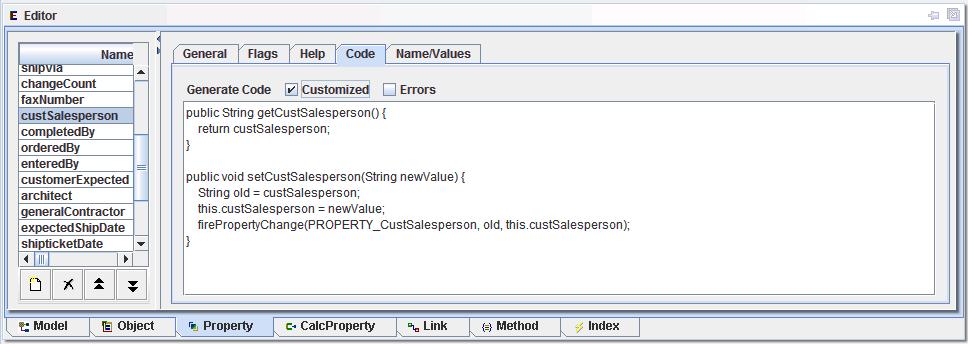 E Editor
Name
shipVia
changeCount
faxNumber
custSalesperson
completedBy
orderedBy
enteredBy
customerExpected
architect
generalContractor
expectedShipDate
shipticketDate
General Flags Help Code Name/Values
Generate Code Customized Errors
public String getCustSalesperson() {
return custSalesperson;
}
public void setCustSalesperson(String newValue) {
String old = custSalesperson;
this.custSalesperson = newValue;
firePropertyChange(PROPERTY_CustSalesperson, old, this.custSalesperson);
}
Model Object Property CalcProperty Link Method Index